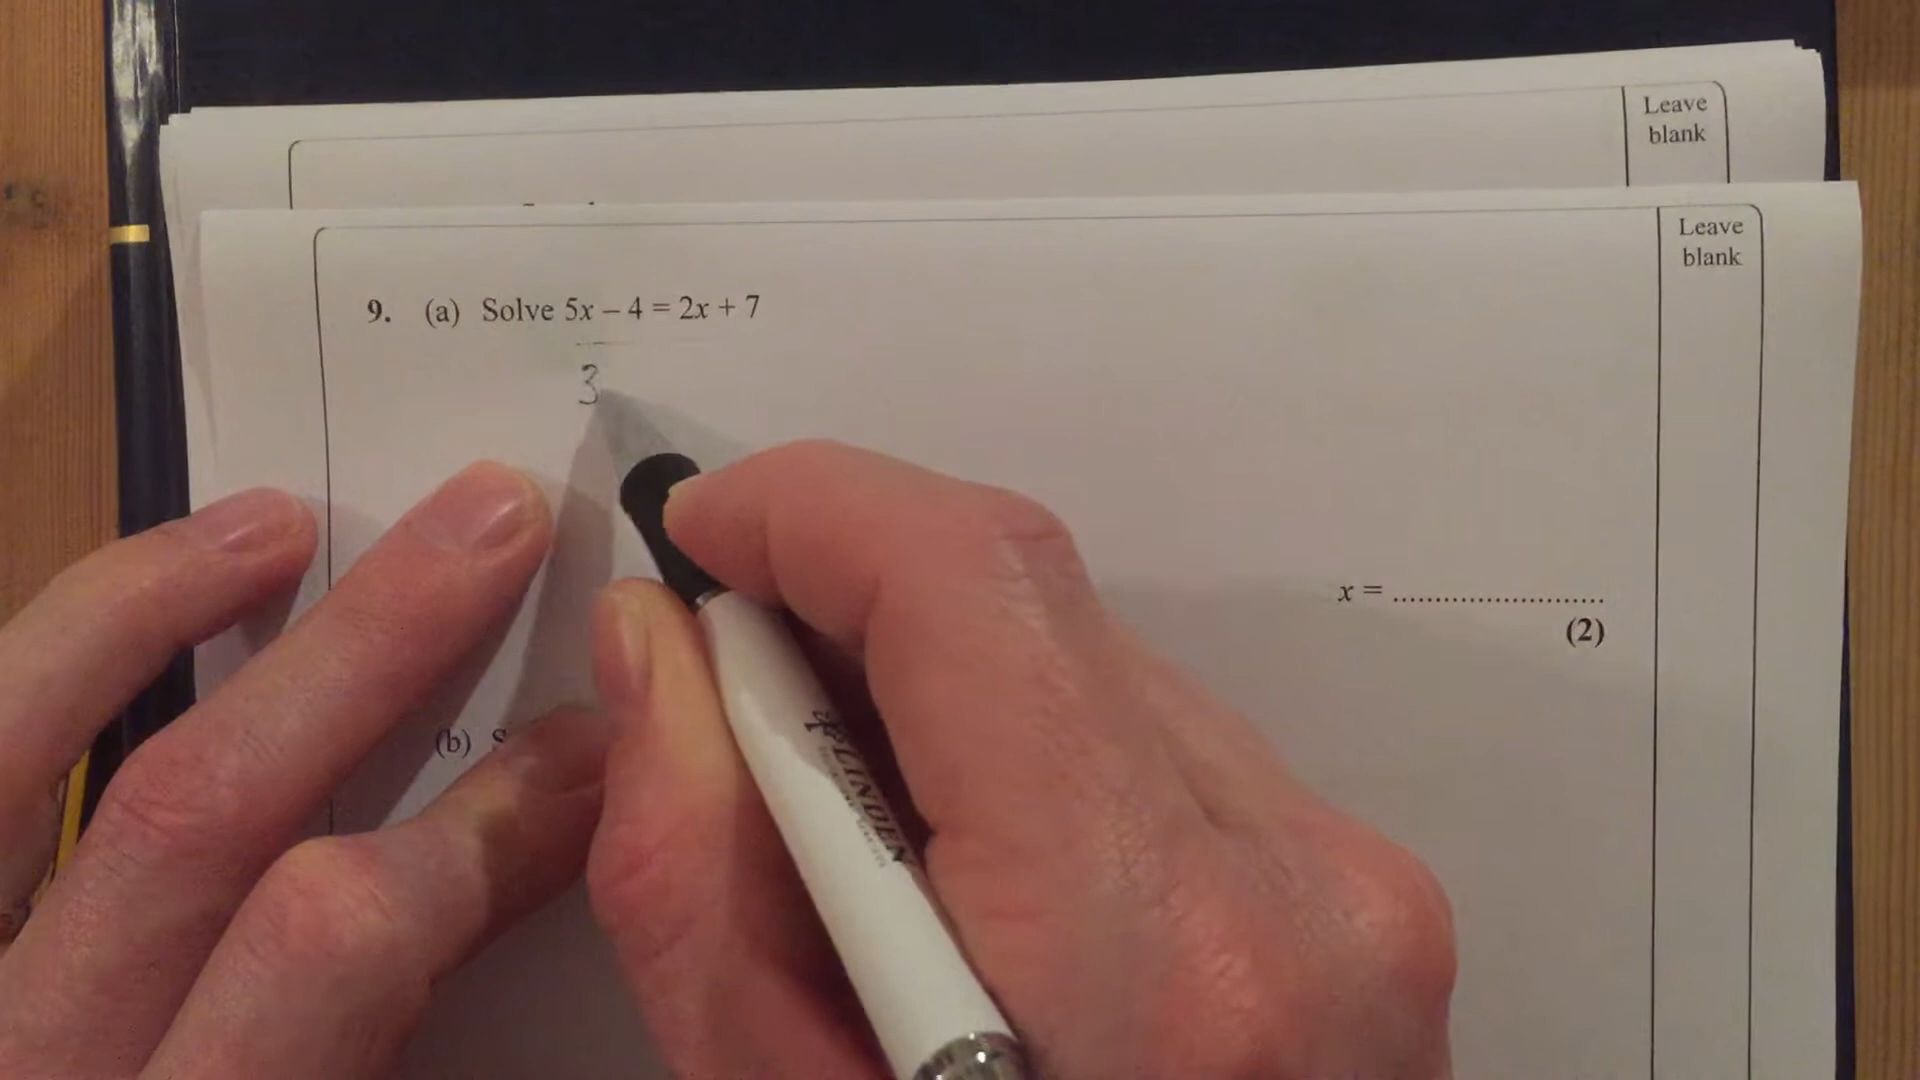 Leave
blank
Leave
blank
9. (a) Solve 5x – 4 = 2x + 7
3
x = .........................
(2)
(b) S
LINDEN